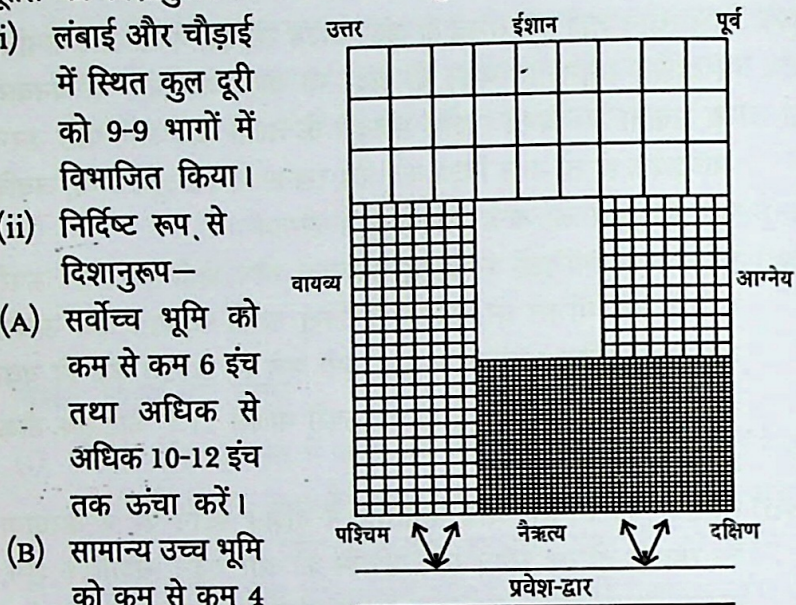 i) लंबाई और चौड़ाई
में स्थित कुल दूरी
को 9-9 भागों में
विभाजित किया।
(ii) निर्दिष्ट रूप से
दिशानुरूप–
(A) सर्वोच्च भूमि को
कम से कम 6 इंच
तथा अधिक से
अधिक 10-12 इंच
तक ऊंचा करें।
(B) सामान्य उच्च भूमि
को कम से कम 4
उत्तर ईशान पूर्व
वायव्य आग्नेय
पश्चिम नैऋत्य दक्षिण
प्रवेश-द्वार